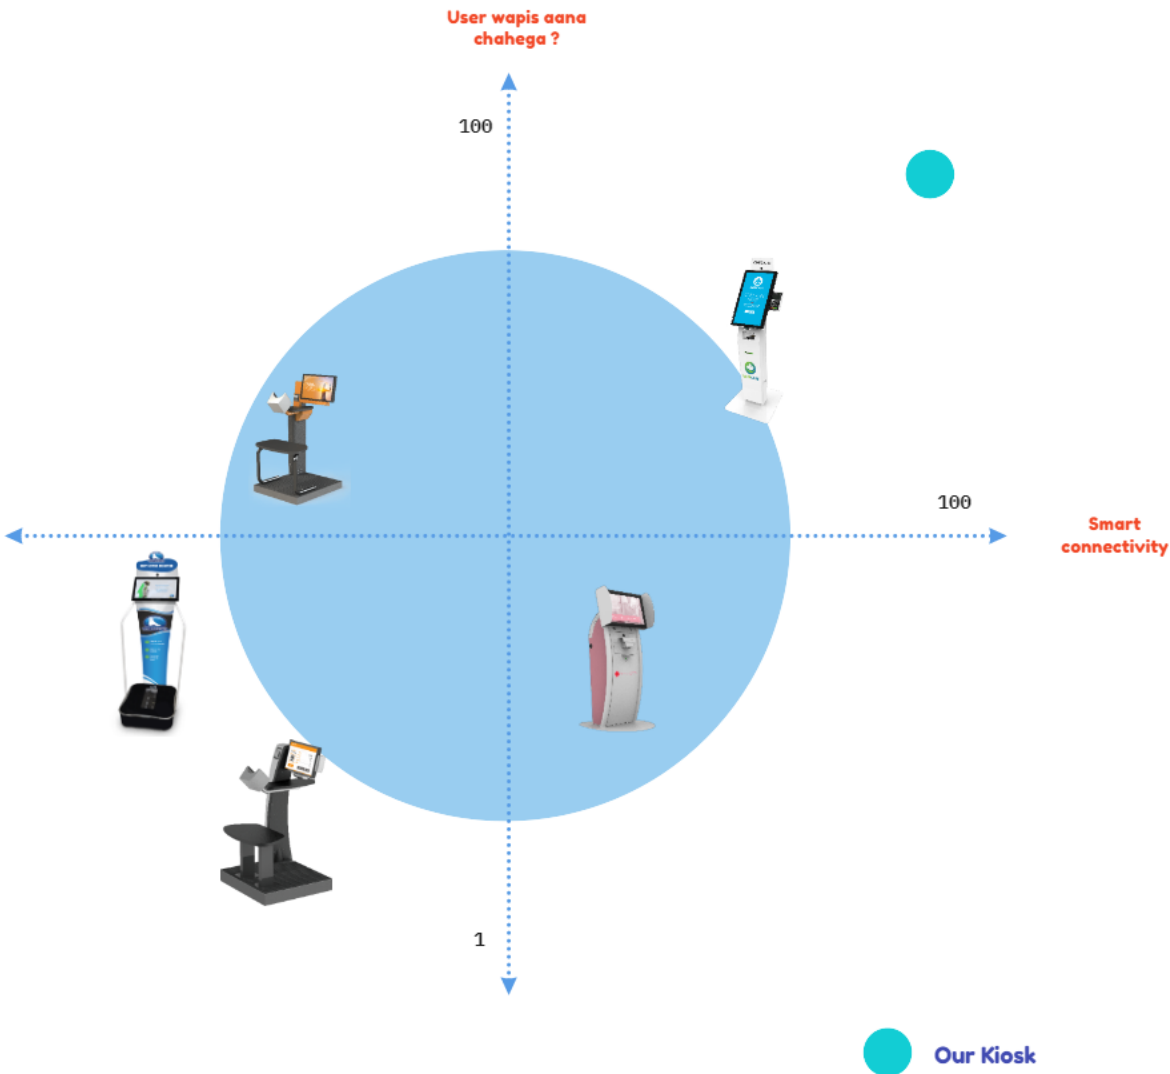 User wapis aana
chahega ?
100
100
Smart
connectivity
1
Our Kiosk